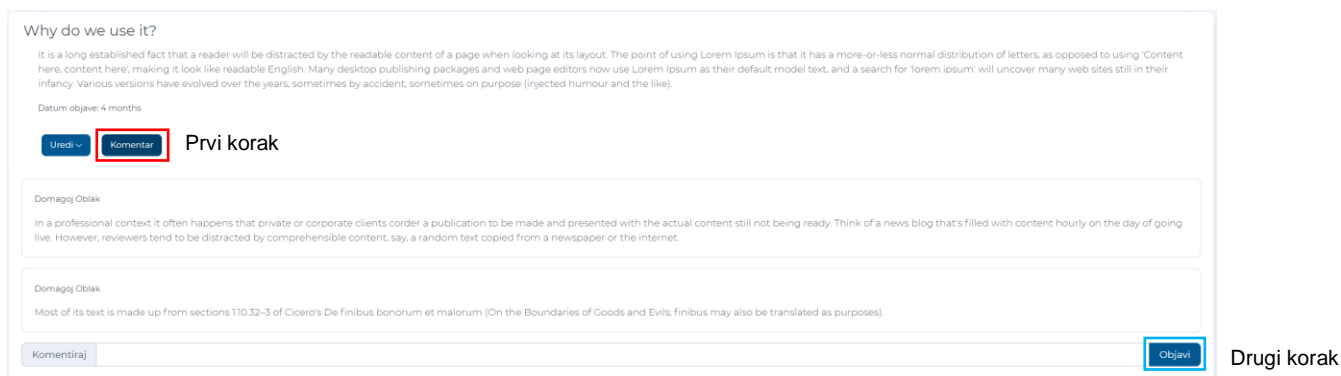 Why do we use it?
It is a long established fact that a reader will be distracted by the readable content of a page when looking at its layout. The point of using Lorem Ipsum is that it has a more-or-less normal distribution of letters, as opposed to using 'Content
here, content here', making it look like readable English. Many desktop publishing packages and web page editors now use Lorem Ipsum as their default model text, and a search for 'lorem ipsum' will uncover many web sites still in their
infancy. Various versions have evolved over the years, sometimes by accident, sometimes on purpose (injected humour and the like).
Datum objave: 4 months
Uredi Komentar Prvi korak
Domagoj Oblak
In a professional context it often happens that private or corporate clients corder a publication to be made and presented with the actual content still not being ready. Think of a news blog that's filled with content hourly on the day of going
live. However, reviewers tend to be distracted by comprehensible content, say, a random text copied from a newspaper or the internet.
Domagoj Oblak
Most of its text is made up from sections 1.10.32–3 of Cicero's De finibus bonorum et malorum (On the Boundaries of Goods and Evils; finibus may also be translated as purposes).
Komentiraj Objavi Drugi korak